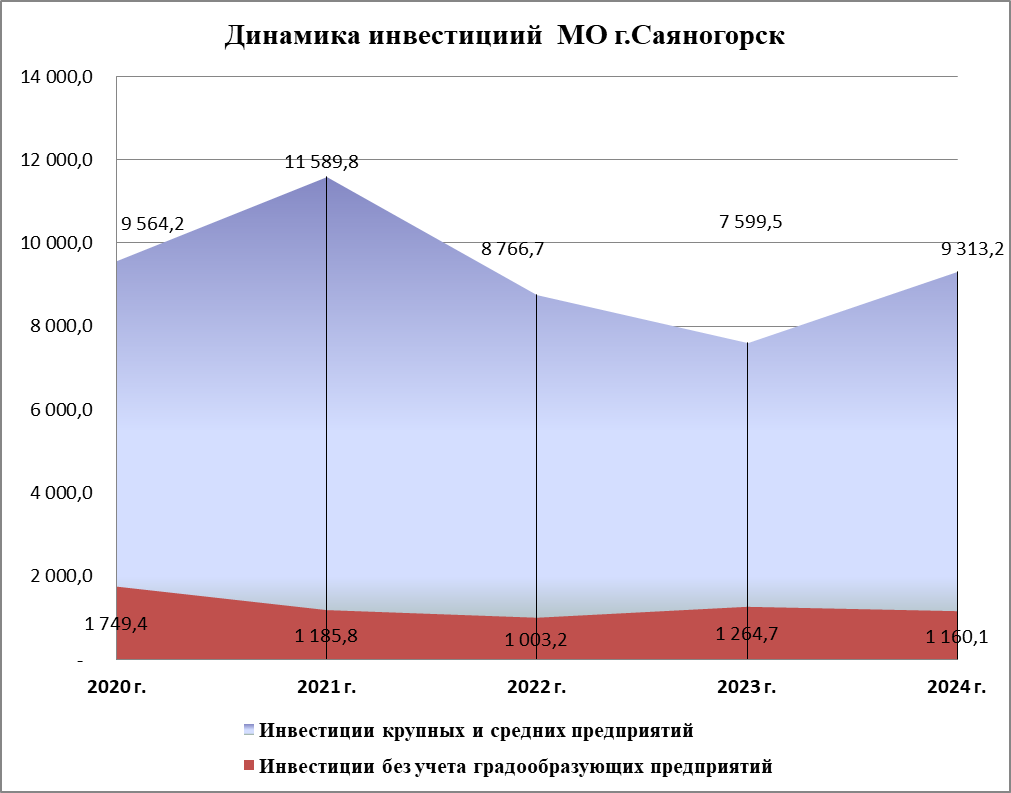 Динамика инвестициий МО г.Саяногорск
14 000,0
12 000,0
10 000,0
8 000,0
6 000,0
4 000,0
2 000,0
-
9 564,2
11 589,8
8 766,7
7 599,5
9 313,2
1 749,4
1 185,8
1 003,2
1 264,7
1 160,1
2020 г.
2021 г.
2022 г.
2023 г.
2024 г.
Инвестиции крупных и средних предприятий
Инвестиции без учета градообразующих предприятий